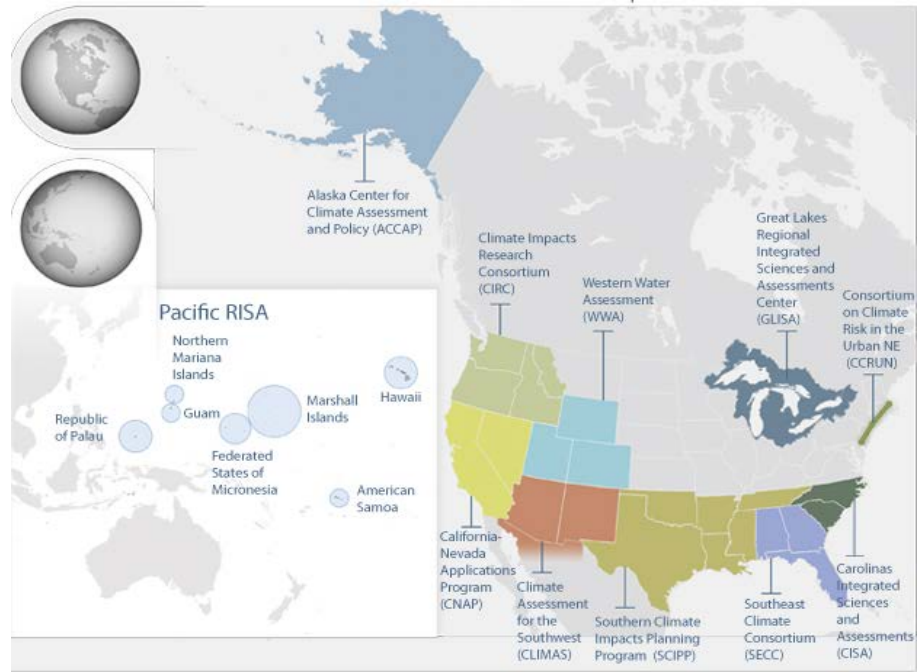 Alaska Center for
Climate Assessment
and Policy (ACCAP)
Climate Impacts
Research
Consortium
(CIRC)
Western Water
Assessment
(WWA)
Great Lakes
Regional
Integrated
Sciences and
Assessments
Center
(GLISA)
Consortium
on Climate
Risk in the
Urban NE
(CCRUN)
Pacific RISA
Northern
Mariana
Islands
Guam
Republic
of Palau
Federated
States of
Micronesia
Marshall
Islands
Hawaii
American
Samoa
California-
Nevada
Applications
Program
(CNAP)
Climate
Assessment
for the
Southwest
(CLIMAS)
Southern Climate
Impacts Planning
Program (SCIPP)
Southeast
Climate
Consortium
(SECC)
Carolinas
Integrated
Sciences
and
Assessments
(CISA)